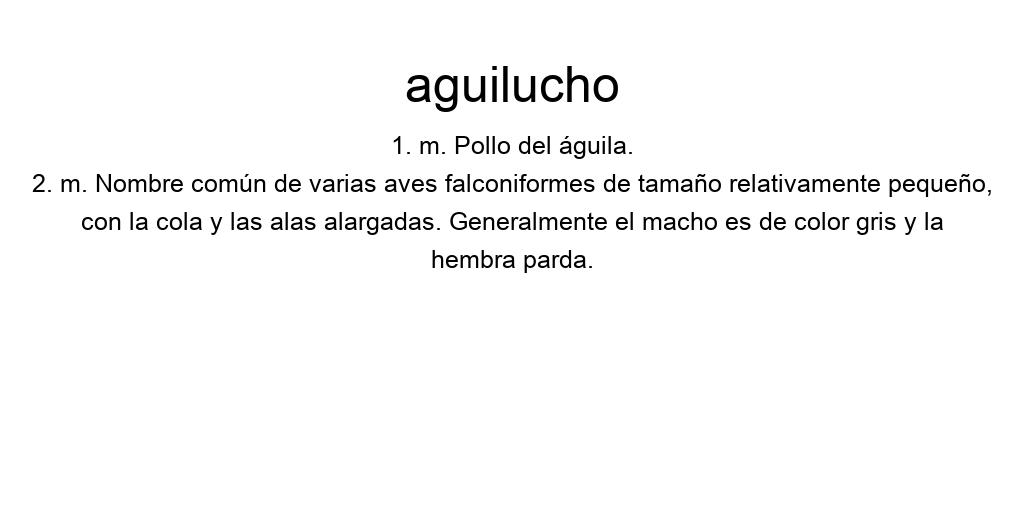 aguilucho
1. m. Pollo del águila.
2. m. Nombre común de varias aves falconiformes de tamaño relativamente pequeño,
con la cola y las alas alargadas. Generalmente el macho es de color gris y la
hembra parda.